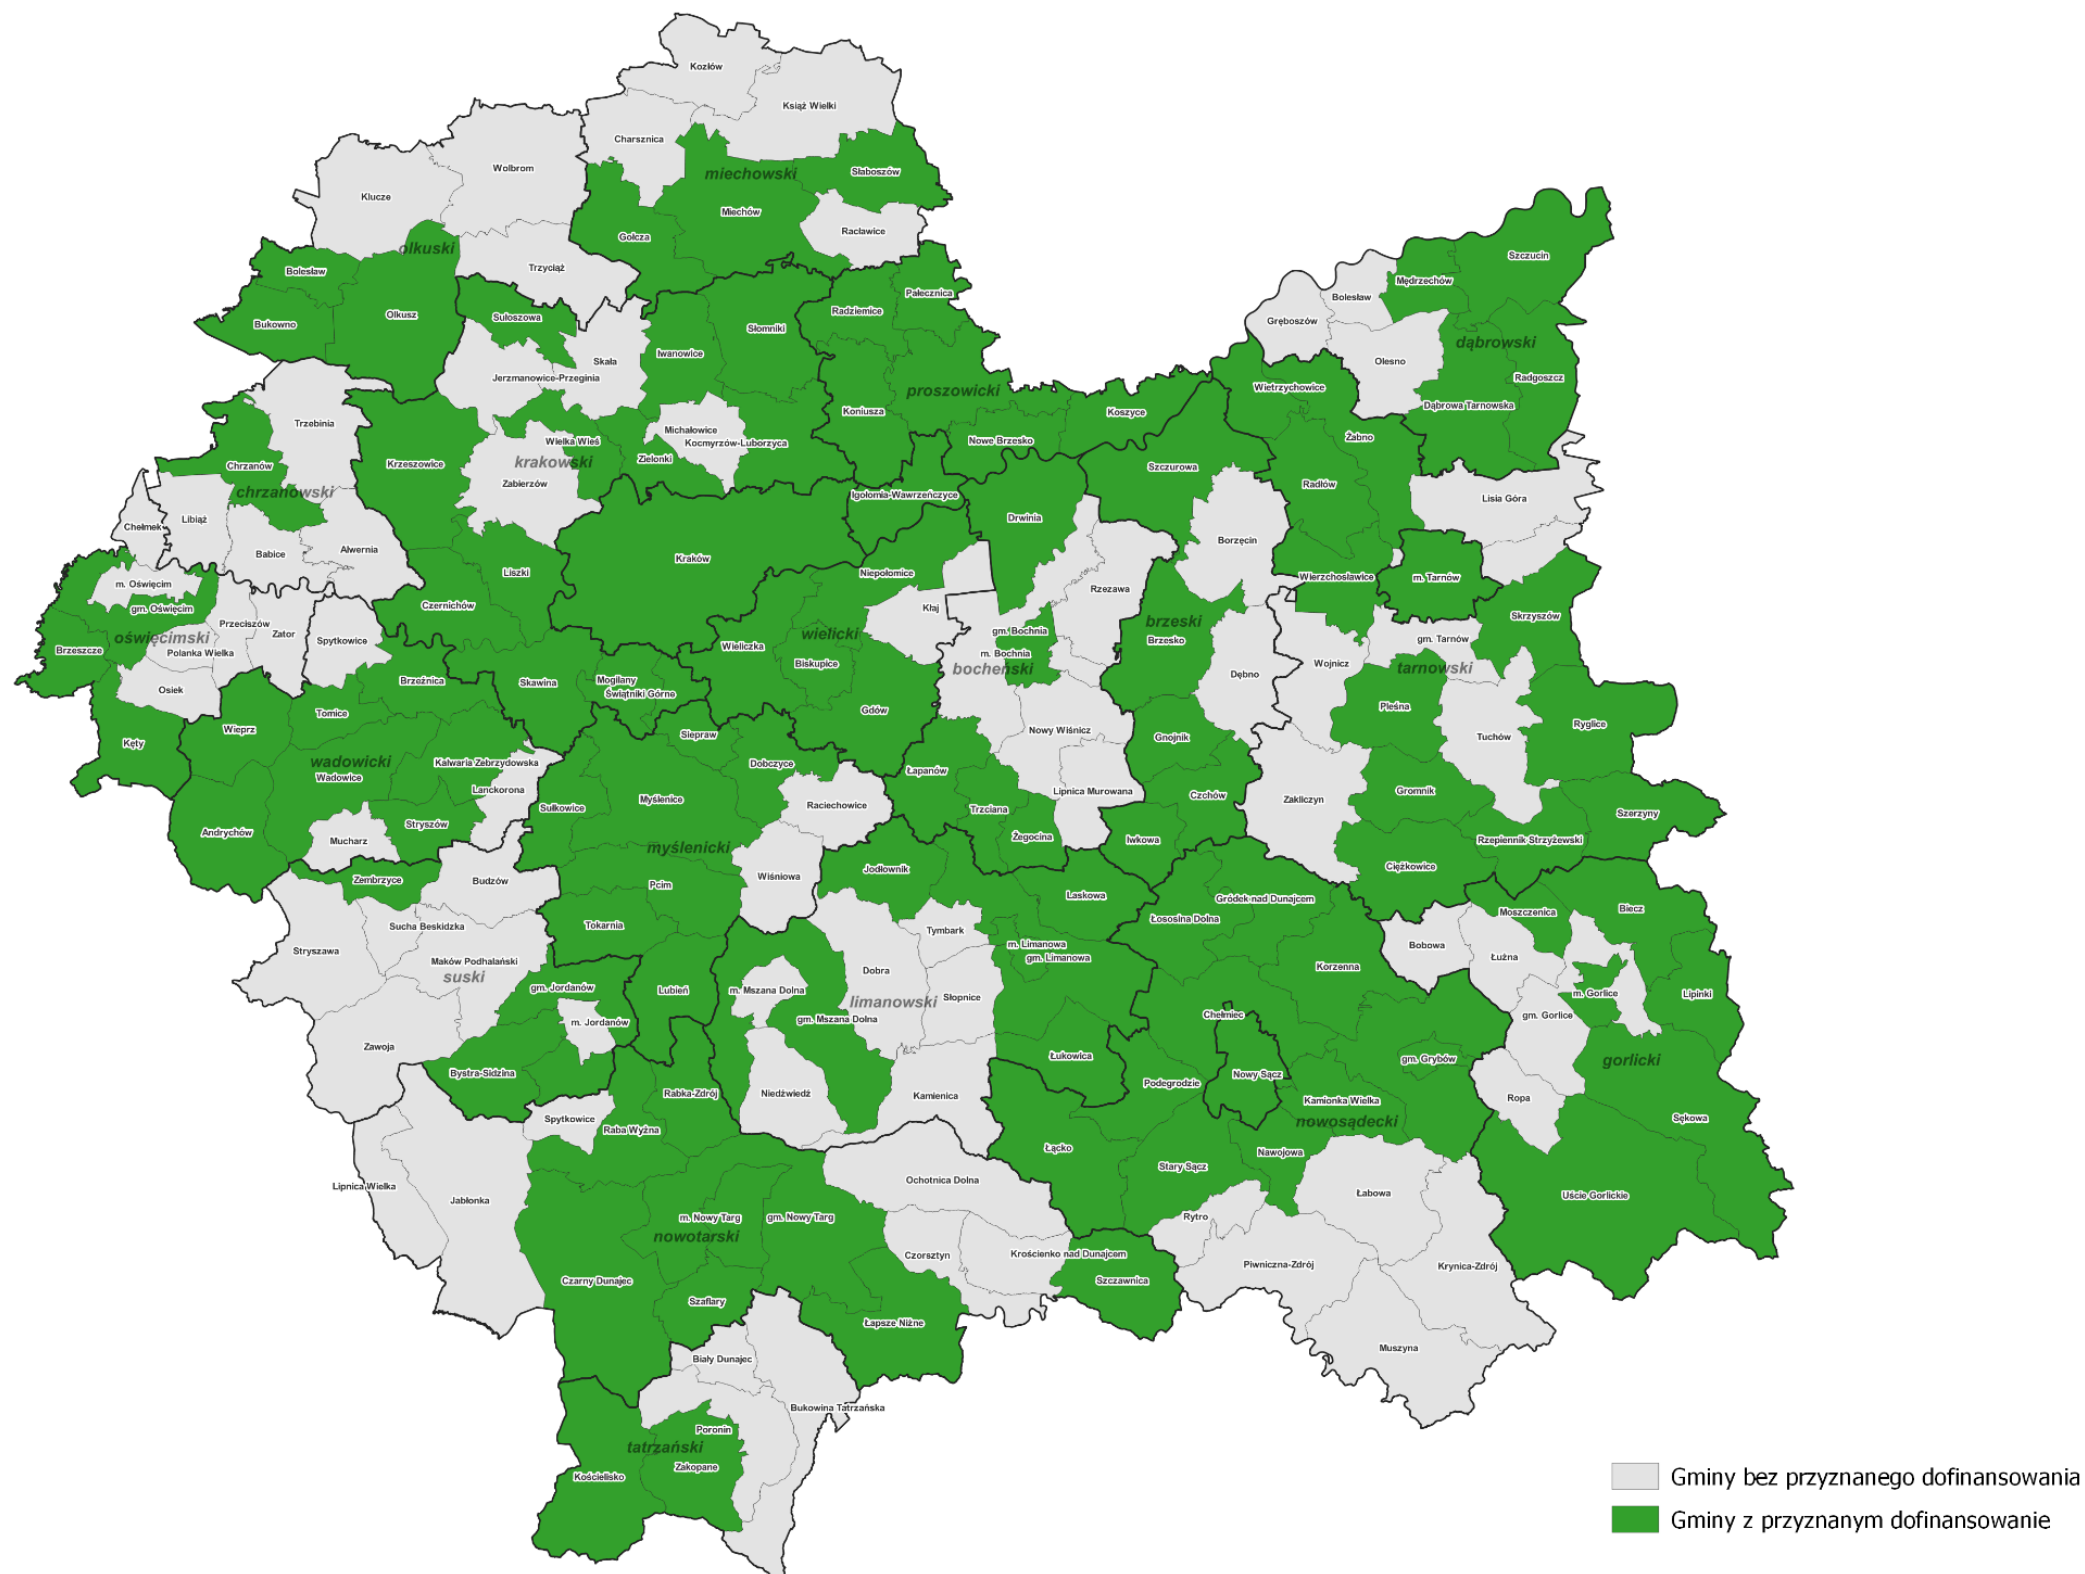 Kozłów
Książ Wielki
Charsznica
Wolbrom
Słaboszów
miechowski
Klucze
Miechów
Racławice
Gołcza
olkuski
Szczucin
Trzyciąż
Bolesław
Mędrzechów
Pałecznica
Bolesław
Radziemice
Olkusz
Sułoszowa
Gręboszów
Bukowno
Słomniki
dąbrowski
Iwanowice
Skała
Olesno
Jerzmanowice-Przeginia
Radgoszcz
Wietrzychowice
proszowicki
Dąbrowa Tarnowska
Koniusza
Koszyce
Trzebinia
Michałowice
Żabno
Wielka Wieś
Kocmyrzów-Luborzyca
Nowe Brzesko
Zielonki
krakowski
Krzeszowice
Chrzanów
Szczurowa
Zabierzów
Radłów
chrzanowski
Igołomia-Wawrzeńczyce
Lisia Góra
Libiąż
Drwinia
Chełmek
Borzęcin
Alwernia
Babice
Kraków
Liszki
Niepołomice
Wierzchosławice
m. Tarnów
m. Oświęcim
Rzezawa
Czernichów
gm. Oświęcim
Kłaj
Skrzyszów
Przeciszów
brzeski
Zator
wielicki
gm. Bochnia
oświęcimski
Spytkowice
Brzesko
gm. Tarnów
Wieliczka
Brzeszcze
Polanka Wielka
m. Bochnia
Biskupice
Wojnicz
bocheński
tarnowski
Dębno
Brzeźnica
Mogilany
Skawina
Osiek
Świątniki Górne
Pleśna
Gdów
Tomice
Ryglice
Wieprz
Nowy Wiśnicz
Siepraw
Gnojnik
Tuchów
Kęty
wadowicki
Kalwaria Zebrzydowska
Dobczyce
Łapanów
Wadowice
Lanckorona
Lipnica Murowana
Gromnik
Czchów
Myślenice
Zakliczyn
Raciechowice
Sułkowice
Trzciana
Szerzyny
Stryszów
Andrychów
Żegocina
Mucharz
Iwkowa
Rzepiennik Strzyżewski
myślenicki
Ciężkowice
Jodłownik
Wiśniowa
Zembrzyce
Budzów
Pcim
Laskowa
Gródek nad Dunajcem
Biecz
Moszczenica
Łososina Dolna
Tokarnia
Sucha Beskidzka
Tymbark
Stryszawa
m. Limanowa
Bobowa
Łużna
gm. Limanowa
Maków Podhalański
Korzenna
Dobra
suski
gm. Jordanów
Lubień
m. Mszana Dolna
m. Gorlice
Lipinki
Słopnice
limanowski
Chełmiec
gm. Gorlice
gm. Mszana Dolna
m. Jordanów
Zawoja
Łukowica
gm. Grybów
gorlicki
Bystra-Sidzina
Nowy Sącz
Podegrodzie
Rabka-Zdrój
Niedźwiedź
Kamienica
Ropa
Kamionka Wielka
Sękowa
Spytkowice
nowosądecki
Raba Wyżna
Łącko
Nawojowa
Stary Sącz
Ochotnica Dolna
Lipnica Wielka
Łabowa
Uście Gorlickie
Jabłonka
m. Nowy Targ
gm. Nowy Targ
Rytro
nowotarski
Czorsztyn
Krościenko nad Dunajcem
Piwniczna-Zdrój
Krynica-Zdrój
Czarny Dunajec
Szczawnica
Szaflary
Łapsze Niżne
Muszyna
Biały Dunajec
Bukowina Tatrzańska
Poronin
tatrzański
Zakopane
Kościelisko
Gminy bez przyznanego dofinansowania
Gminy z przyznanym dofinansowanie